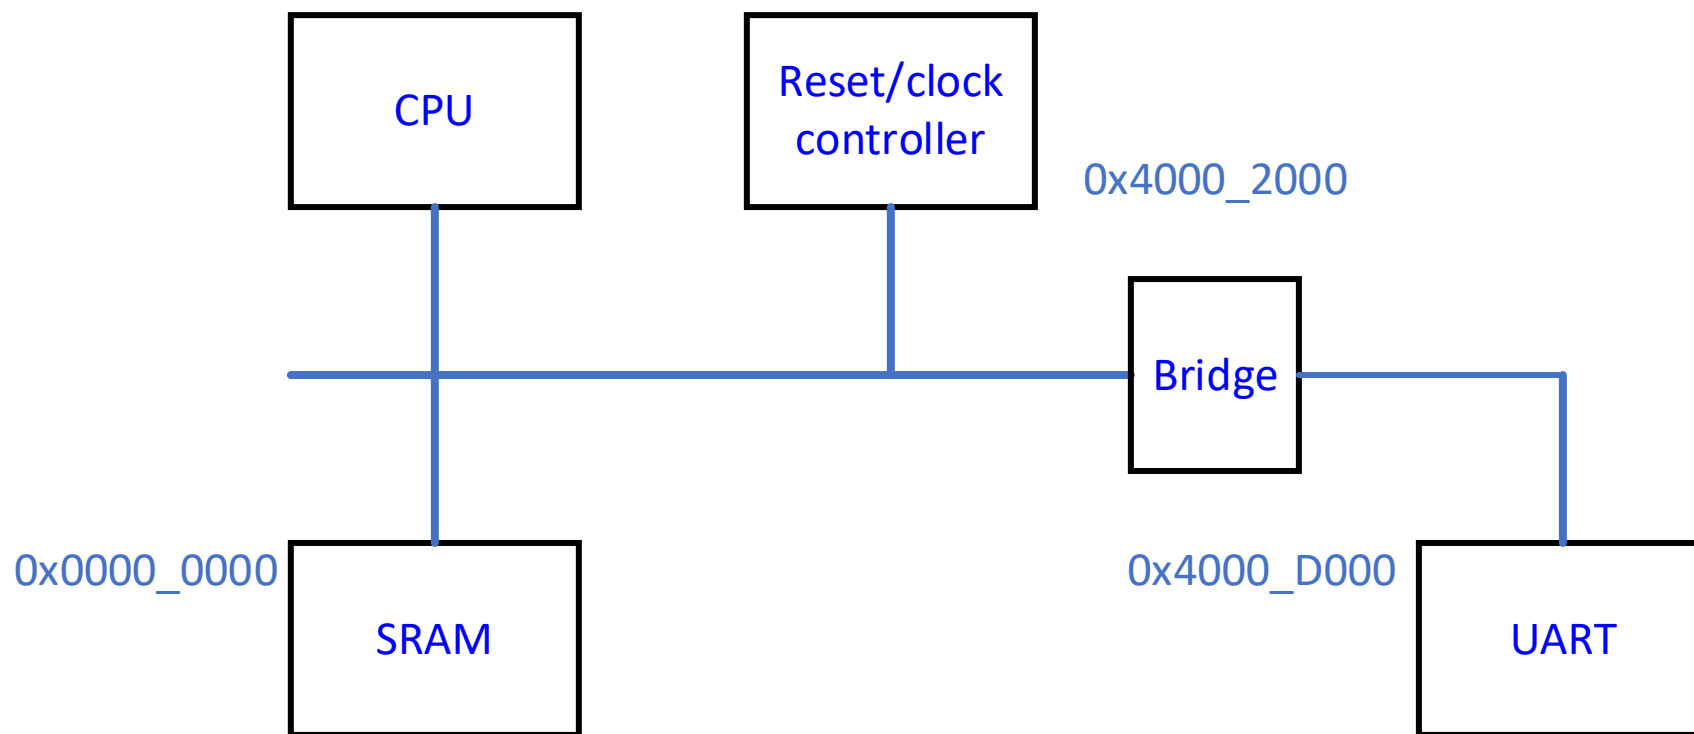 CPU
Reset/clock
controller
0x4000_2000
Bridge
0x0000_0000
SRAM
0x4000_D000
UART